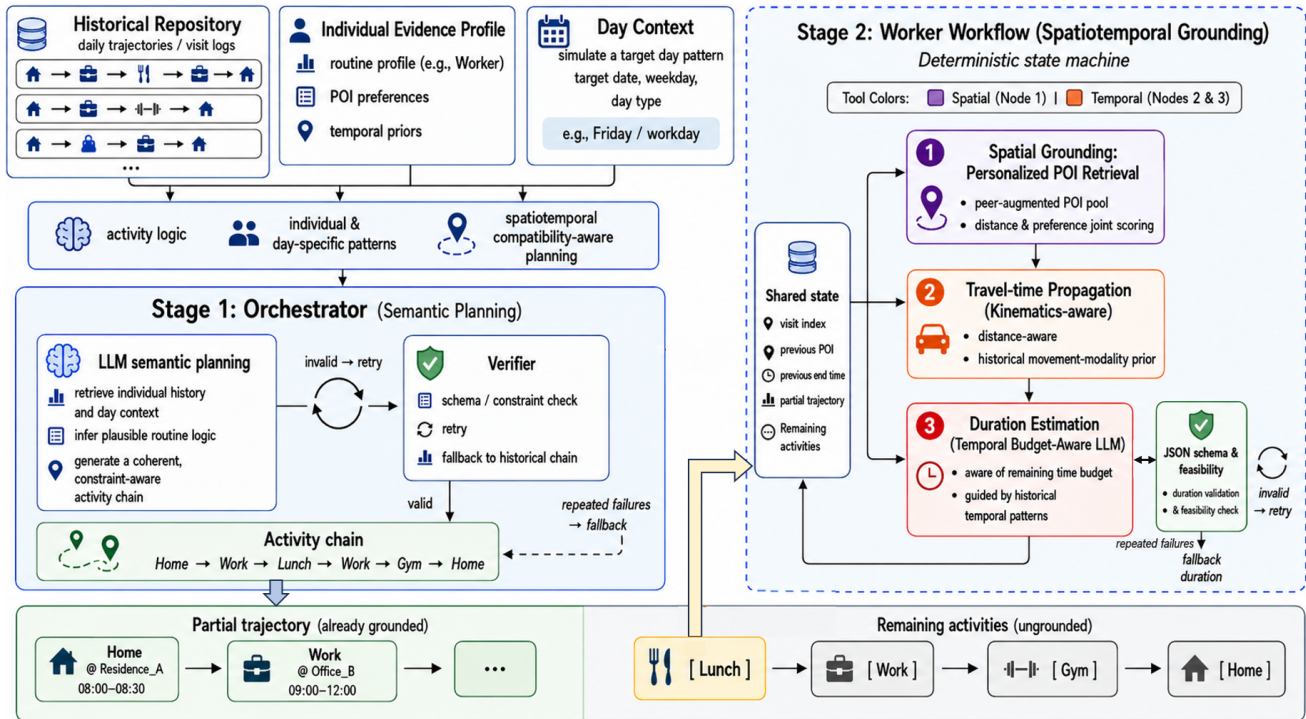 Historical Repository
daily trajectories / visit logs
...
Individual Evidence Profile
routine profile (e.g., Worker)
POI preferences
temporal priors
Day Context
simulate a target day pattern
target date, weekday,
day type
e.g., Friday / workday
activity logic
individual &
day-specific patterns
spatiotemporal
compatibility-aware
planning
Stage 1: Orchestrator (Semantic Planning)
LLM semantic planning
retrieve individual history
and day context
infer plausible routine logic
generate a coherent,
constraint-aware
activity chain
invalid → retry
Verifier
schema / constraint check
retry
fallback to historical chain
valid
repeated failures
→ fallback
Activity chain
Home → Work → Lunch → Work → Gym → Home
Stage 2: Worker Workflow (Spatiotemporal Grounding)
Deterministic state machine
Tool Colors: Spatial (Node 1) | Temporal (Nodes 2 & 3)
Shared state
visit index
previous POI
previous end time
partial trajectory
Remaining
activities
1
Spatial Grounding:
Personalized POI Retrieval
• peer-augmented POI pool
• distance & preference joint scoring
2
Travel-time Propagation
(Kinematics-aware)
• distance-aware
• historical movement-modality prior
3
Duration Estimation
(Temporal Budget-Aware LLM)
• aware of remaining time budget
• guided by historical
temporal patterns
JSON schema &
feasibility
• duration validation
• & feasibility check
invalid
→ retry
repeated failures
fallback
duration
Partial trajectory (already grounded)
Home
@ Residence_A
08:00–08:30
Work
@ Office_B
09:00–12:00
...
Remaining activities (ungrounded)
[ Lunch ]
[ Work ]
[ Gym ]
[ Home ]